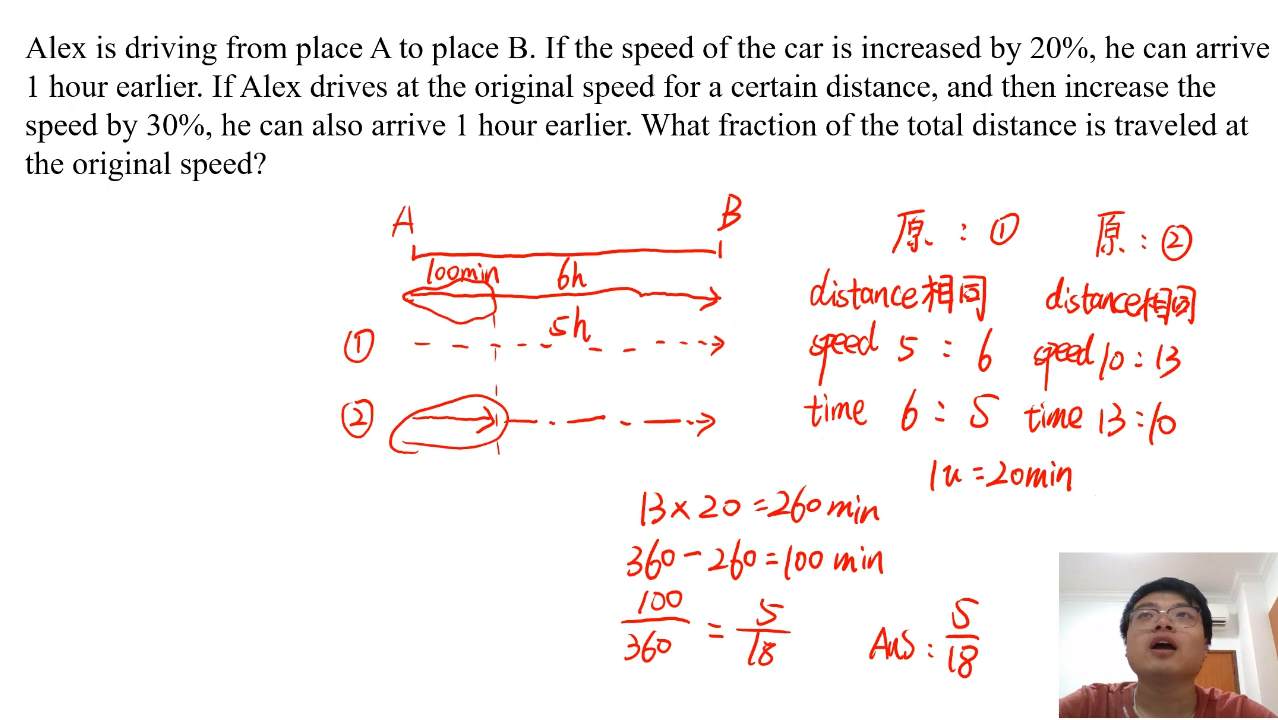 Alex is driving from place A to place B. If the speed of the car is increased by 20%, he can arrive
1 hour earlier. If Alex drives at the original speed for a certain distance, and then increase the
speed by 30%, he can also arrive 1 hour earlier. What fraction of the total distance is traveled at
the original speed?
A B
100min 6h
5h
①
②
原 : ①
distance相同
speed 5 : 6
time 6 : 5
原 : ②
distance相同
speed 10 : 13
time 13 : 10
1u = 20min
13 × 20 = 260 min
360 - 260 = 100 min
100/360 = 5/18
Ans : 5/18